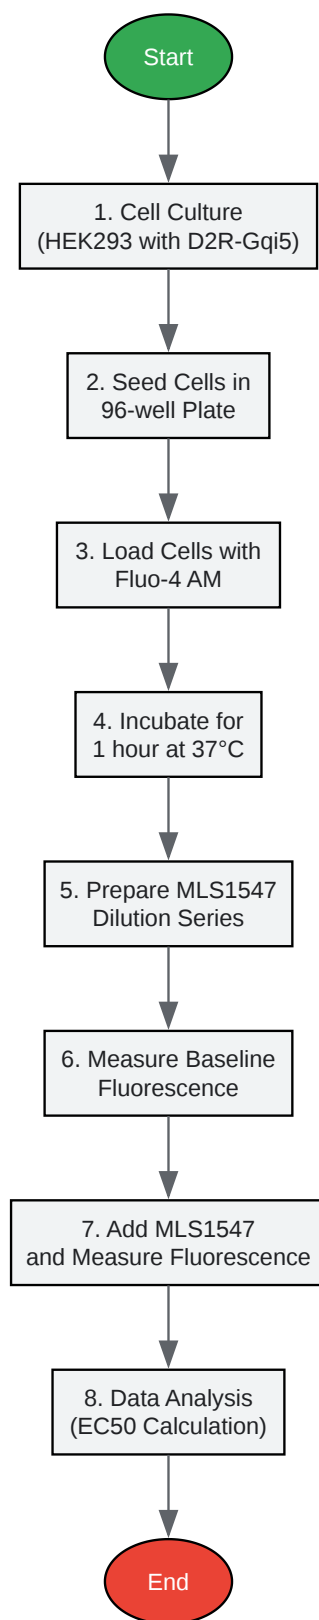 Start
1. Cell Culture
(HEK293 with D2R-Gqi5)
2. Seed Cells in
96-well Plate
3. Load Cells with
Fluo-4 AM
4. Incubate for
1 hour at 37°C
5. Prepare MLS1547
Dilution Series
6. Measure Baseline
Fluorescence
7. Add MLS1547
and Measure Fluorescence
8. Data Analysis
(EC50 Calculation)
End